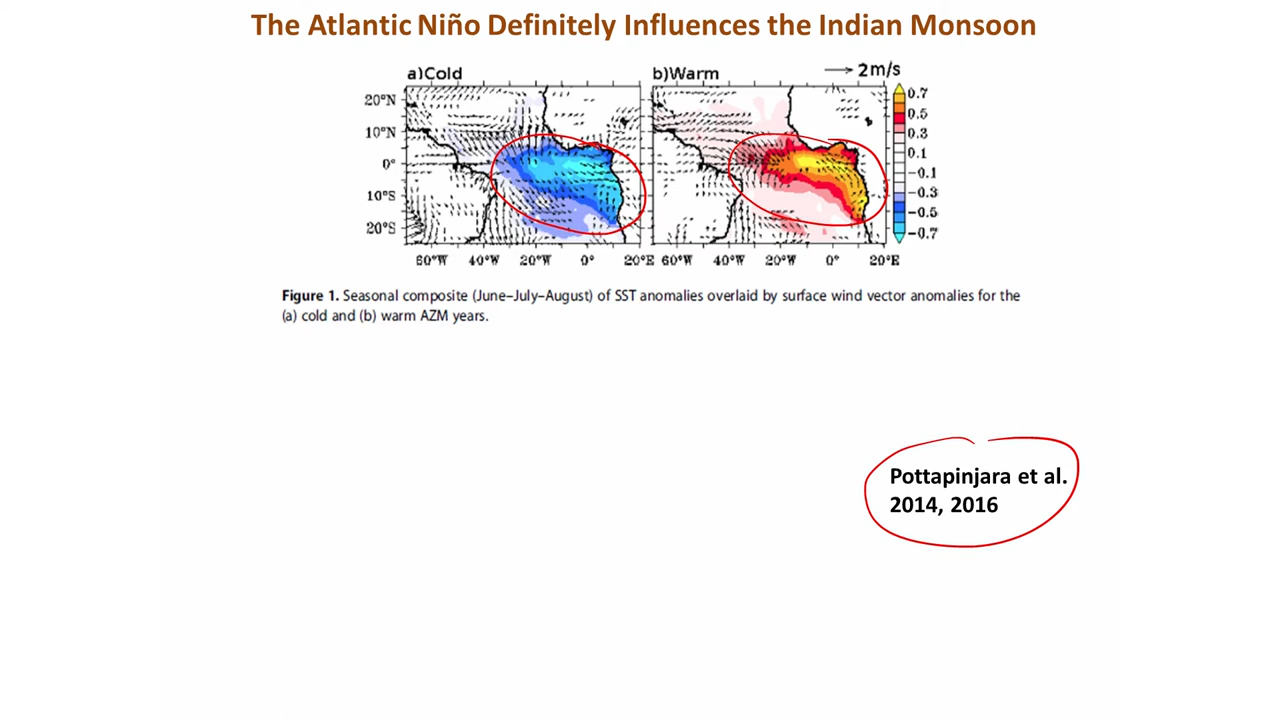 The Atlantic Niño Definitely Influences the Indian Monsoon
a)Cold
b)Warm
2m/s
20°N
10°N
0°
10°S
20°S
60°W 40°W 20°W 0° 20°E
60°W 40°W 20°W 0° 20°E
0.7
0.5
0.3
0.1
−0.1
−0.3
−0.5
−0.7
Figure 1. Seasonal composite (June–July–August) of SST anomalies overlaid by surface wind vector anomalies for the
(a) cold and (b) warm AZM years.
Pottapinjara et al.
2014, 2016